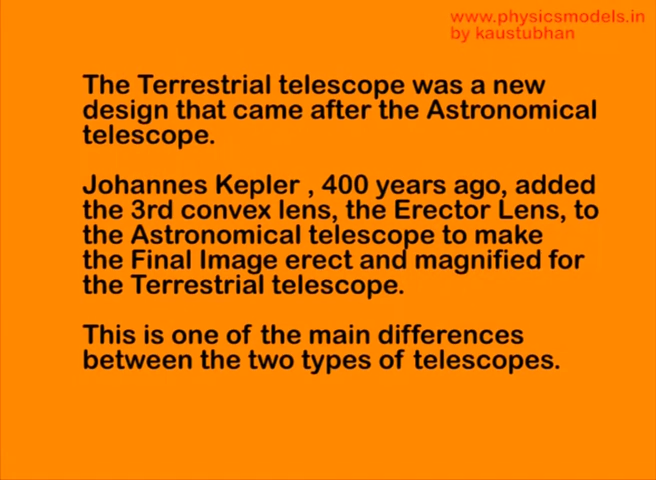 www.physicsmodels.in
by kaustubhan
The Terrestrial telescope was a new
design that came after the Astronomical
telescope.
Johannes Kepler , 400 years ago, added
the 3rd convex lens, the Erector Lens, to
the Astronomical telescope to make
the Final Image erect and magnified for
the Terrestrial telescope.
This is one of the main differences
between the two types of telescopes.